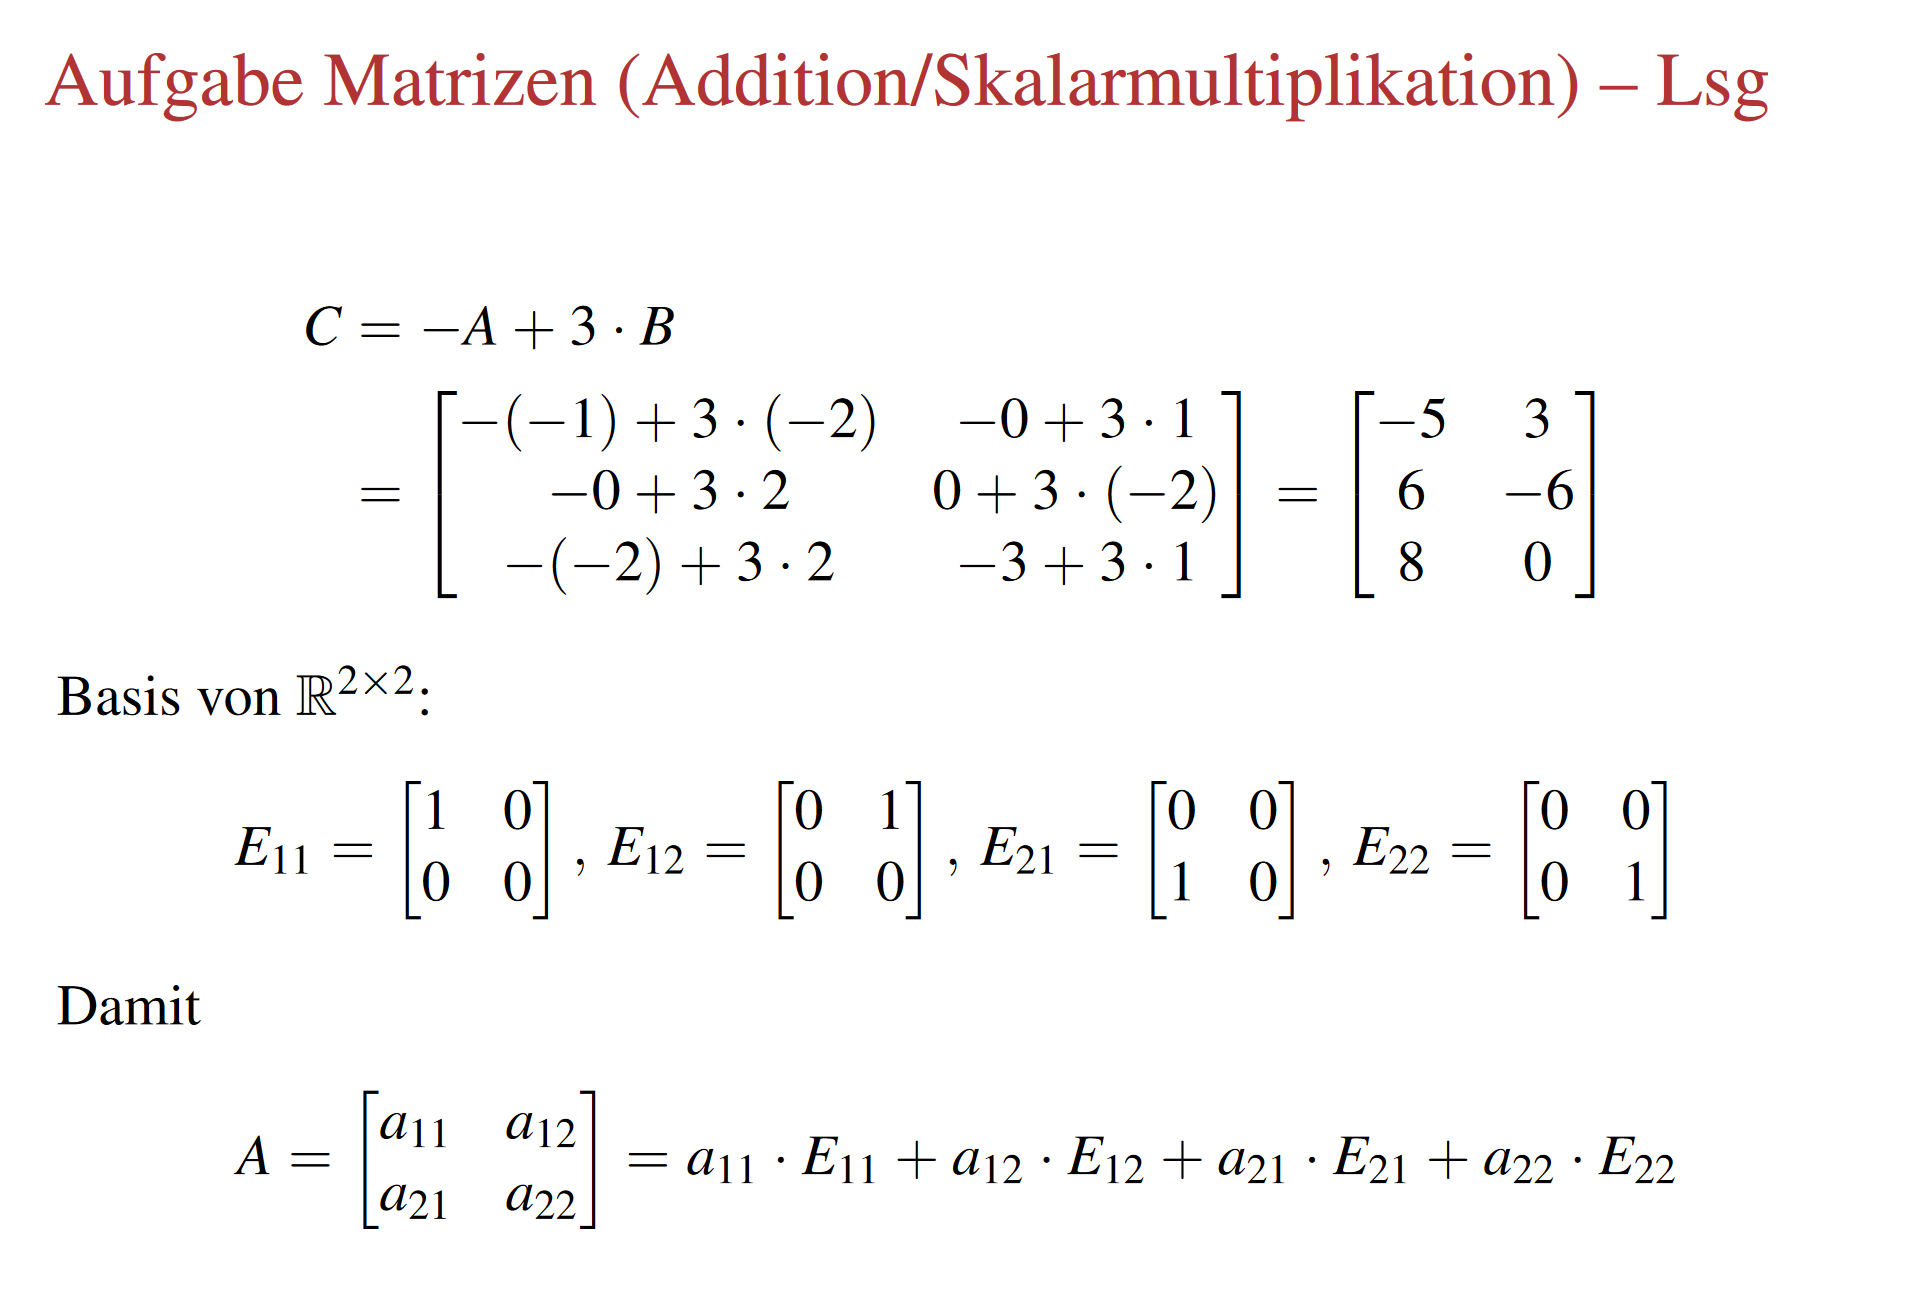 Aufgabe Matrizen (Addition/Skalarmultiplikation) – Lsg
C = −A + 3 · B
= [ −(−1) + 3 · (−2)  −0 + 3 · 1 ; −0 + 3 · 2  0 + 3 · (−2) ; −(−2) + 3 · 2  −3 + 3 · 1 ] = [ −5  3 ; 6  −6 ; 8  0 ]
Basis von ℝ^{2×2}:
E₁₁ = [ 1  0 ; 0  0 ] , E₁₂ = [ 0  1 ; 0  0 ] , E₂₁ = [ 0  0 ; 1  0 ] , E₂₂ = [ 0  0 ; 0  1 ]
Damit
A = [ a₁₁  a₁₂ ; a₂₁  a₂₂ ] = a₁₁ · E₁₁ + a₁₂ · E₁₂ + a₂₁ · E₂₁ + a₂₂ · E₂₂